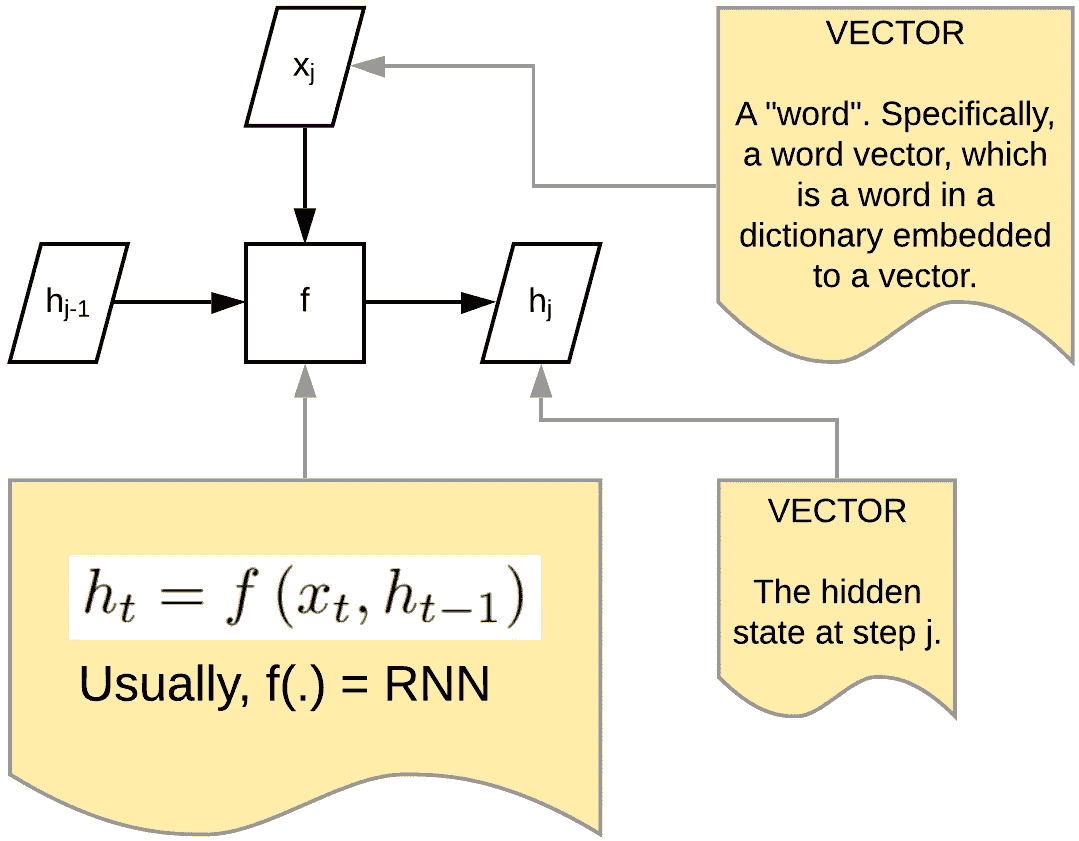 x_j
VECTOR
A "word". Specifically,
a word vector, which
is a word in a
dictionary embedded
to a vector.
h_{j-1}
f
h_j
h_t = f (x_t, h_{t-1})
Usually, f(.) = RNN
VECTOR
The hidden
state at step j.